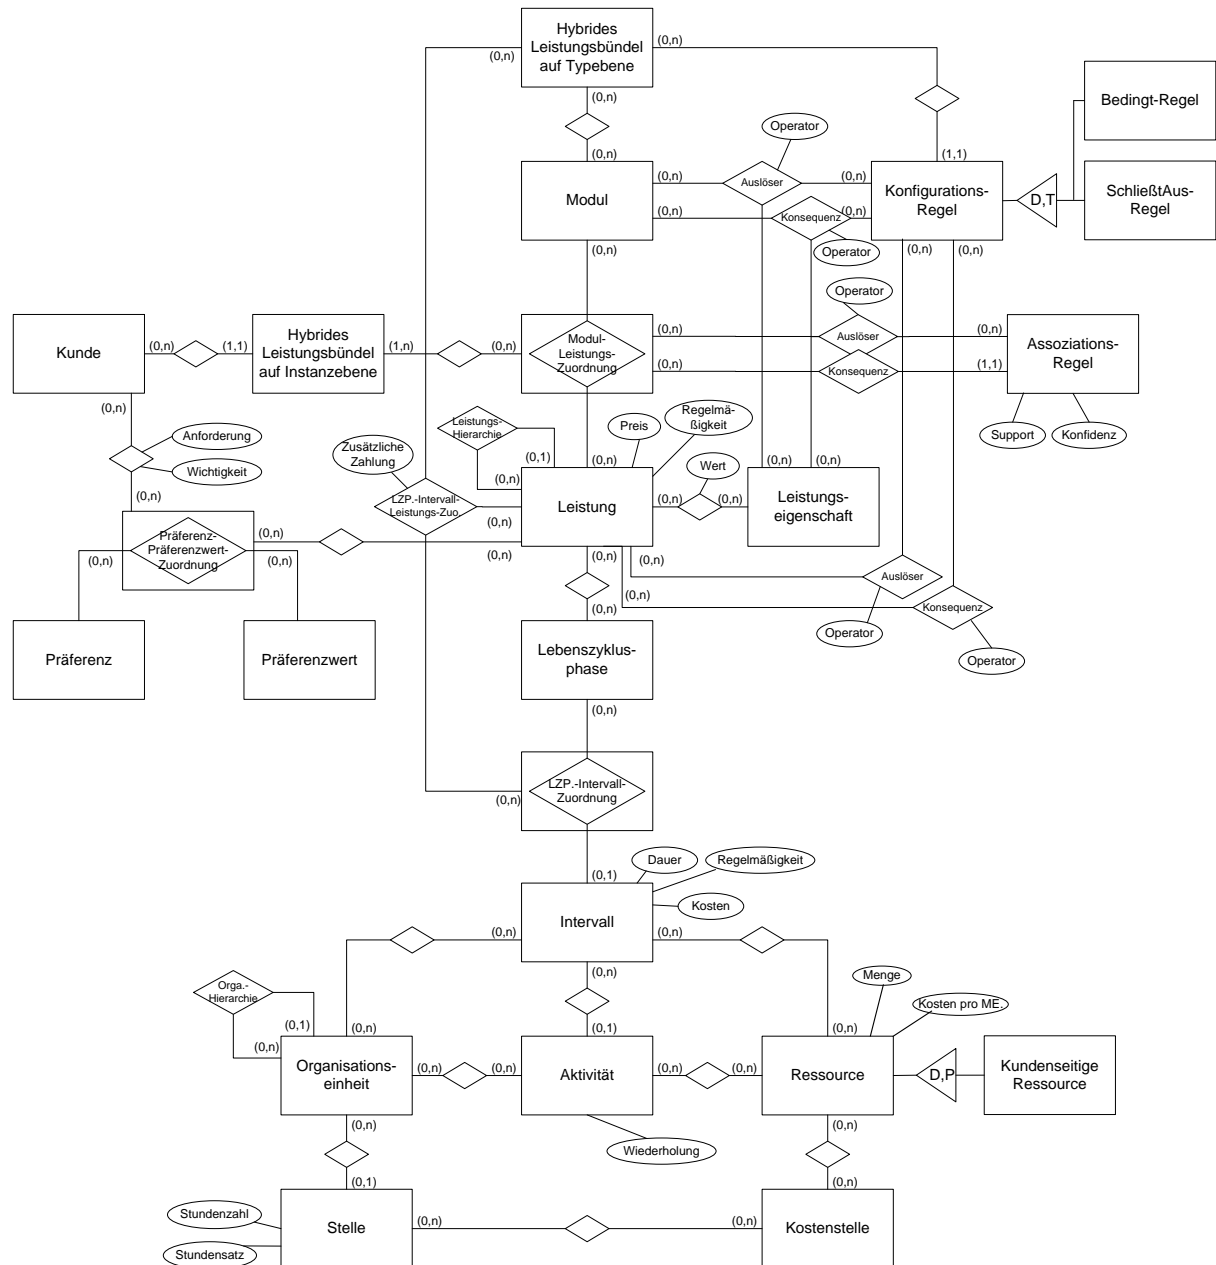 Hybrides
Leistungsbündel
auf Typebene
(0,n)
(0,n)
(0,n)
Bedingt-Regel
Operator
(0,n)
(1,1)
Modul
(0,n)
Auslöser
(0,n)
Konfigurations-
Regel
D,T
SchließtAus-
Regel
(0,n)
Konsequenz
(0,n)
Operator
(0,n)
(0,n)
(0,n)
Operator
Kunde
(0,n)
(1,1)
Hybrides
Leistungsbündel
auf Instanzebene
(1,n)
(0,n)
Modul-
Leistungs-
Zuordnung
(0,n)
Auslöser
(0,n)
Assoziations-
Regel
(0,n)
Konsequenz
(1,1)
(0,n)
Support
Konfidenz
Anforderung
Wichtigkeit
Zusätzliche
Zahlung
Leistungs-
Hierarchie
(0,1)
(0,n)
Preis
Regelmä-
ßigkeit
(0,n)
Wert
(0,n)
(0,n)
(0,n)
LZP.-Intervall-
Leistungs-Zuo.
(0,n)
Leistung
(0,n)
(0,n)
Leistungs-
eigenschaft
(0,n)
Präferenz-
Präferenzwert-
Zuordnung
(0,n)
(0,n)
(0,n)
(0,n)
(0,n)
(0,n)
Auslöser
(0,n)
(0,n)
Konsequenz
Präferenz
Präferenzwert
Lebenszyklus-
phase
Operator
Operator
(0,n)
(0,n)
LZP.-Intervall-
Zuordnung
Dauer
Regelmäßigkeit
(0,1)
Kosten
Intervall
(0,n)
(0,n)
(0,n)
Orga.-
Hierarchie
Menge
Kosten pro ME.
(0,1)
(0,n)
(0,n)
(0,1)
(0,n)
Organisations-
einheit
(0,n)
(0,n)
Aktivität
(0,n)
(0,n)
Ressource
D,P
Kundenseitige
Ressource
(0,n)
(0,n)
Wiederholung
(0,1)
(0,n)
Stundenzahl
Stelle
(0,n)
(0,n)
Kostenstelle
Stundensatz